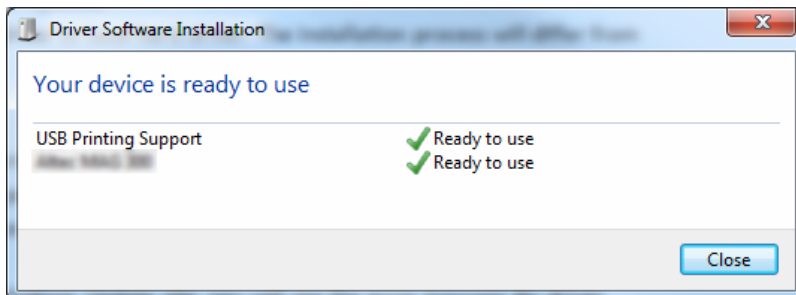 Driver Software Installation
Your device is ready to use
USB Printing Support Ready to use
Ready to use
Close